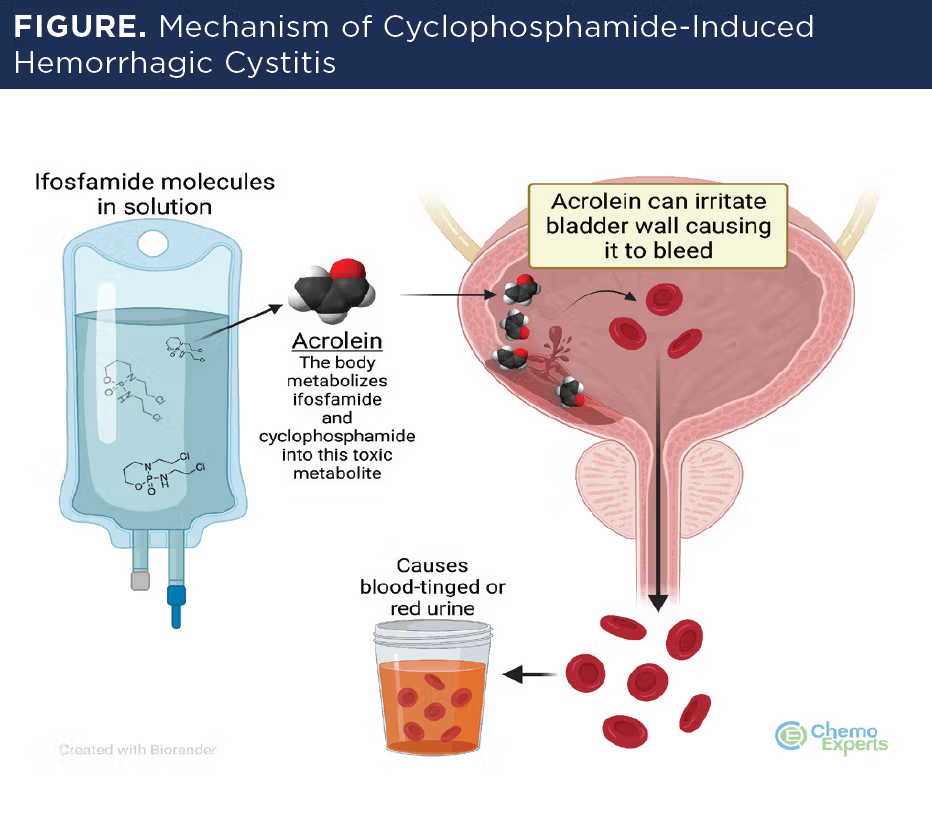 FIGURE. Mechanism of Cyclophosphamide-Induced
Hemorrhagic Cystitis
Ifosfamide molecules
in solution
Acrolein can irritate
bladder wall causing
it to bleed
Acrolein
The body
metabolizes
ifosfamide
and
cyclophosphamide
into this toxic
metabolite
N
Cl
Cl
O
P
N
H
O
Causes
blood-tinged or
red urine
Created with Biorender
Chemo
Experts